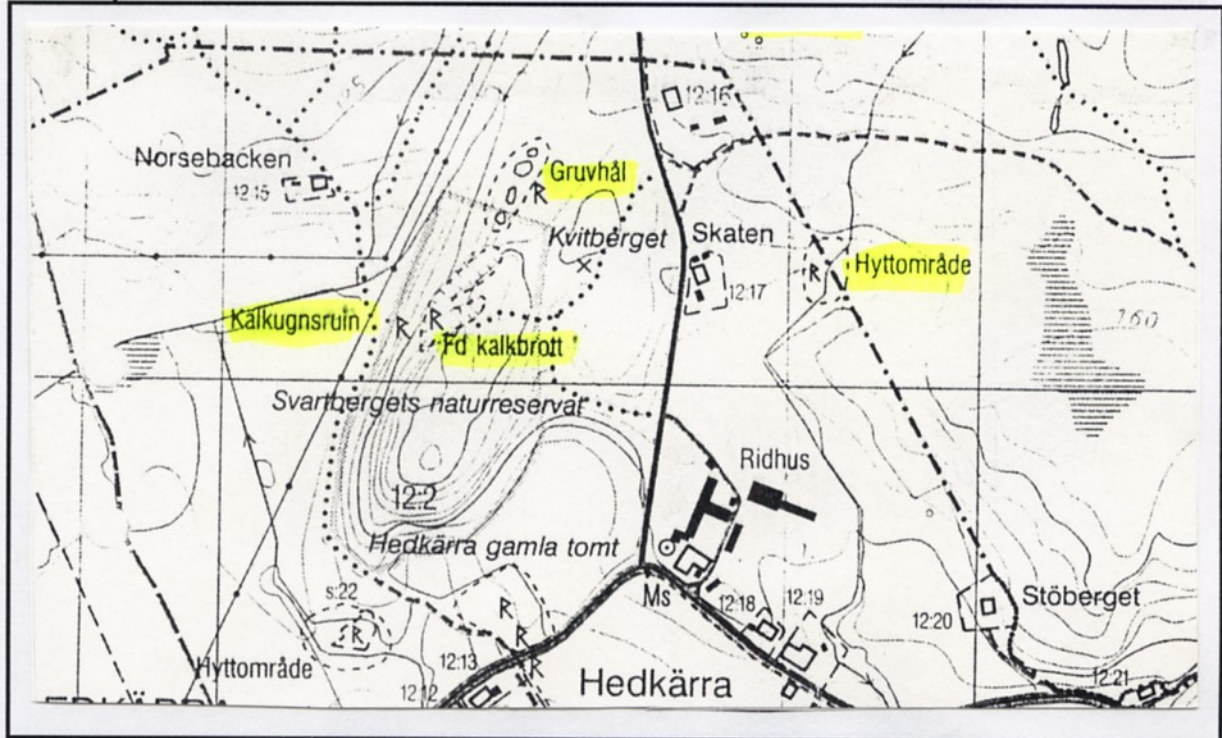 12:16
Norsebacken
12:15
Gruvhål
R
Kvitberget
Skaten
12:17
R
Hyttområde
Kalkugnsruin
R
R
Fd kalkbrott
160
Svartbergets naturreservat
Ridhus
12:2
Hedkärra gamla tomt
s:22
R
R
R
R
Ms
12:18
12:19
12:20
Stöberget
Hyttområde
12:13
12:12
Hedkärra
12:21